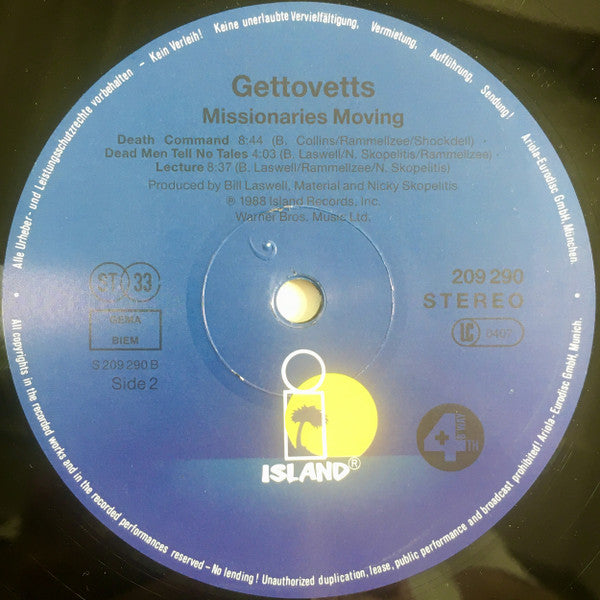 Alle Urheber- und Leistungsschutzrechte vorbehalten – Kein Verleih! Keine unerlaubte Vervielfältigung, Vermietung, Aufführung, Sendung!
Ariola-Eurodisc GmbH, München.
Gettovetts
Missionaries Moving
Death Command 8:44 (B. Collins/Rammellzee/Shockdell) ·
Dead Men Tell No Tales 4:03 (B. Laswell/N. Skopelitis/Rammellzee) ·
Lecture 8:37 (B. Laswell/Rammellzee/N. Skopelitis)
Produced by Bill Laswell, Material and Nicky Skopelitis
℗ 1988 Island Records, Inc.
Warner Bros. Music Ltd.
ST 33
GEMA
BIEM
S 209 290 B
Side 2
209 290
STEREO
LC 0407
ISLAND®
4TH
B'WAY
All copyrights in the recorded works and in the recorded performances reserved – No lending! Unauthorized duplication, lease, public performance and broadcast prohibited! Ariola - Eurodisc GmbH, Munich.